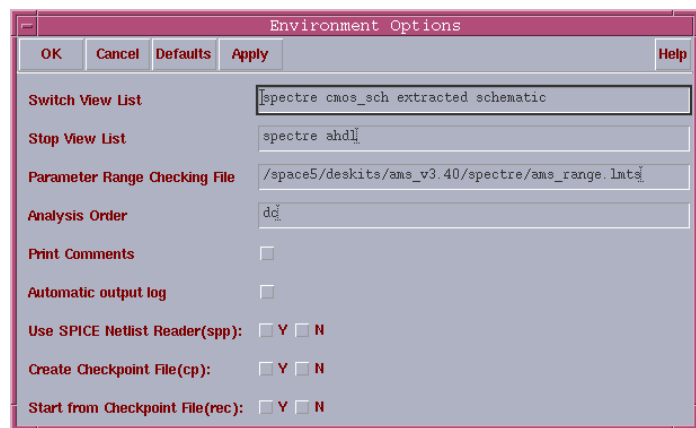 Environment Options
OK Cancel Defaults Apply Help
Switch View List spectre cmos_sch extracted schematic
Stop View List spectre ahdl
Parameter Range Checking File /space5/deskits/ams_v3.40/spectre/ams_range.lmts
Analysis Order dc
Print Comments
Automatic output log
Use SPICE Netlist Reader(spp): Y N
Create Checkpoint File(cp): Y N
Start from Checkpoint File(rec): Y N